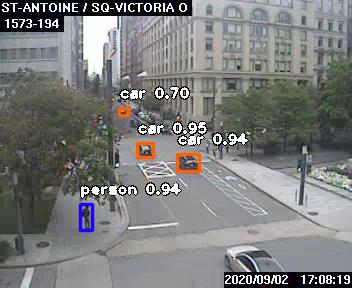 ST-ANTOINE / SQ-VICTORIA O
1573-194
car 0.70
car 0.95
car 0.94
person 0.94
2020/09/02 17:08:19